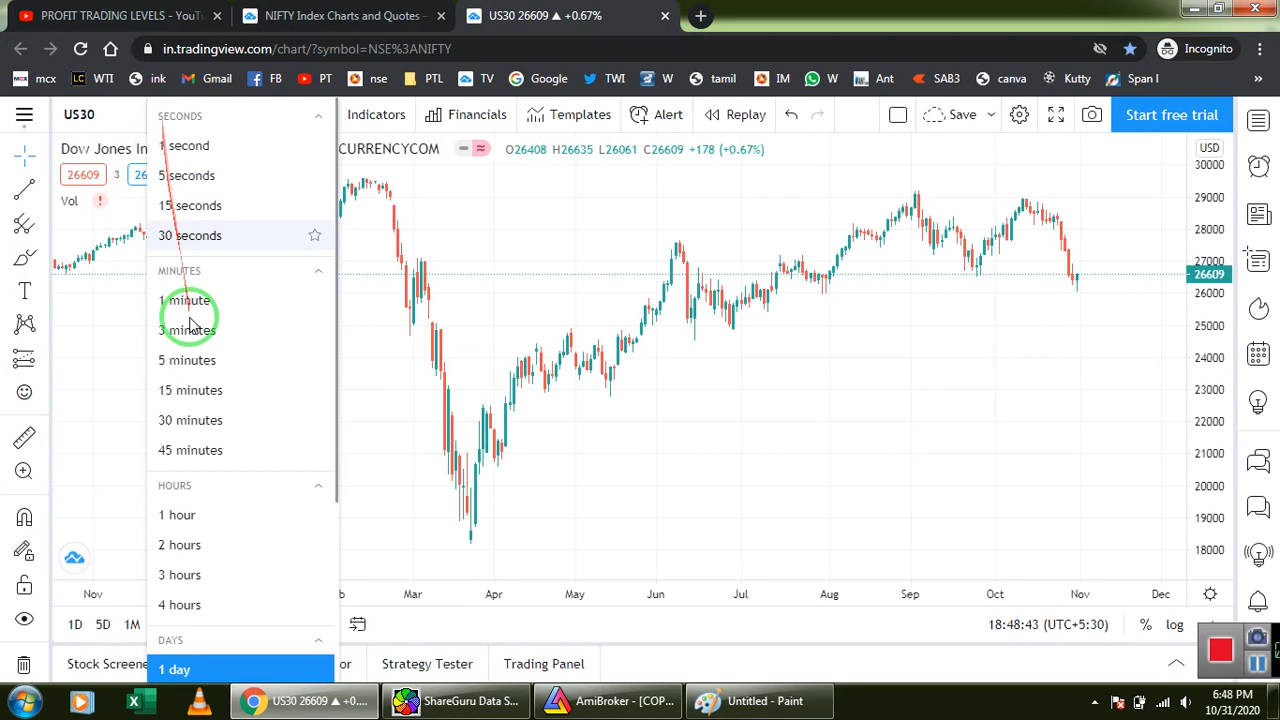 PROFIT TRADING LEVELS - YouT
NIFTY Index Charts and Quotes -
US30 26609 ▲ +0.67%
in.tradingview.com/chart/?symbol=NSE%3ANIFTY
Incognito
mcx
WTI
ink
Gmail
FB
PT
nse
PTL
TV
Google
TWI
W
tamil
IM
W
Ant
SAB3
canva
Kutty
Span I
»
US30
Indicators
Financials
Templates
Alert
Replay
Save
Start free trial
Dow Jones In
CURRENCYCOM
O26408 H26635 L26061 C26609 +178 (+0.67%)
USD
26609
3
26
Vol
SECONDS
1 second
5 seconds
15 seconds
30 seconds
MINUTES
1 minute
3 minutes
5 minutes
15 minutes
30 minutes
45 minutes
HOURS
1 hour
2 hours
3 hours
4 hours
DAYS
1 day
30000
29000
28000
27000
26609
26000
25000
24000
23000
22000
21000
20000
19000
18000
Nov
b
Mar
Apr
May
Jun
Jul
Aug
Sep
Oct
Nov
Dec
1D
5D
1M
18:48:43 (UTC+5:30)
%
log
Stock Screene
or
Strategy Tester
Trading Panel
US30 26609 ▲ +0....
ShareGuru Data S...
AmiBroker - [COP...
Untitled - Paint
6:48 PM
10/31/2020